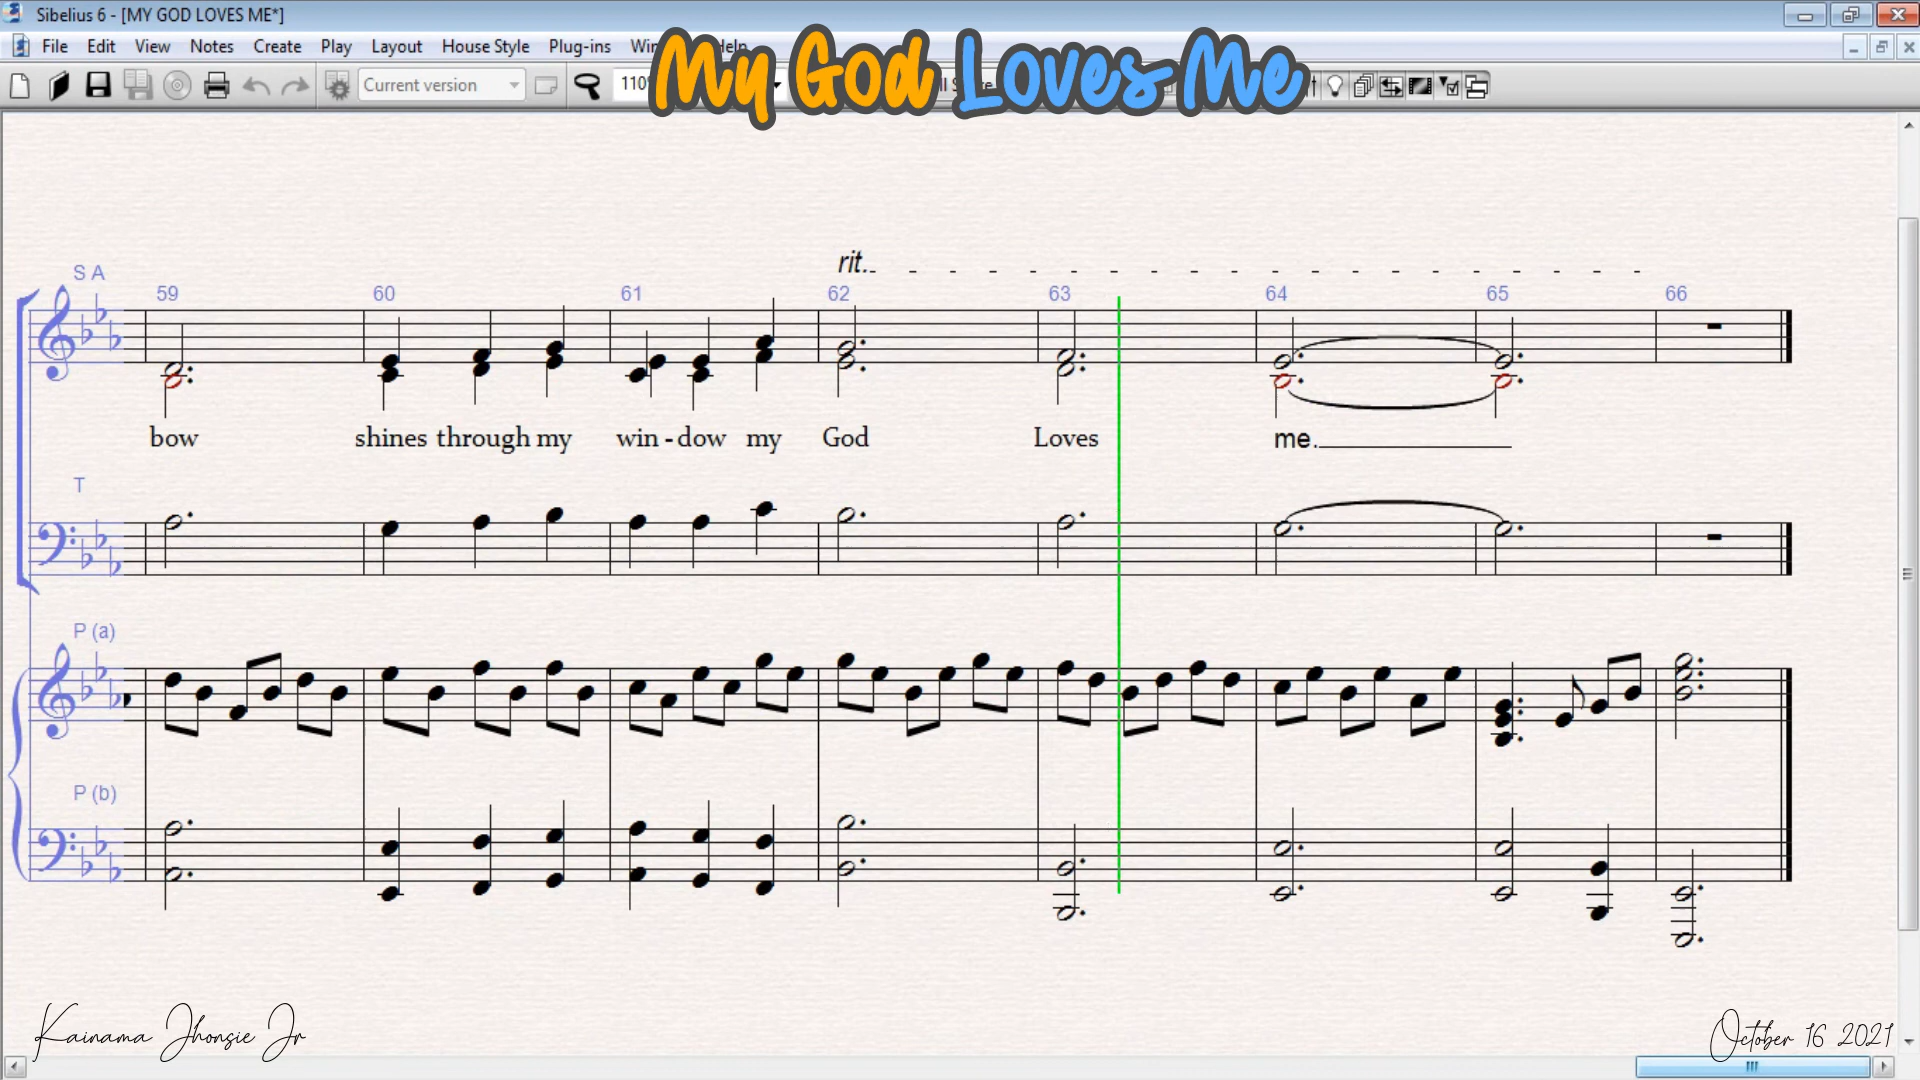 Sibelius 6 - [MY GOD LOVES ME*]
File Edit View Notes Create Play Layout House Style Plug-ins
My God Loves Me
Current version
110
rit.
S A
59 60 61 62 63 64 65 66
bow shines through my win - dow my God Loves me.
T
P (a)
P (b)
Kainama Jhonsie Jr
October 16 2021